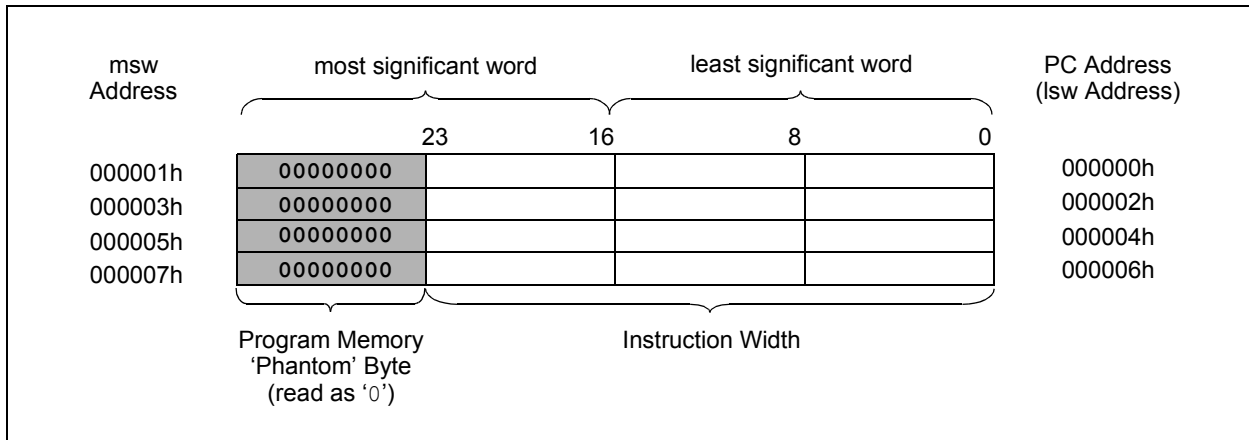 msw most significant word least significant word PC Address
Address (lsw Address)
23 16 8 0
000001h 00000000 000000h
000003h 00000000 000002h
000005h 00000000 000004h
000007h 00000000 000006h
Program Memory Instruction Width
‘Phantom’ Byte
(read as ‘0’)